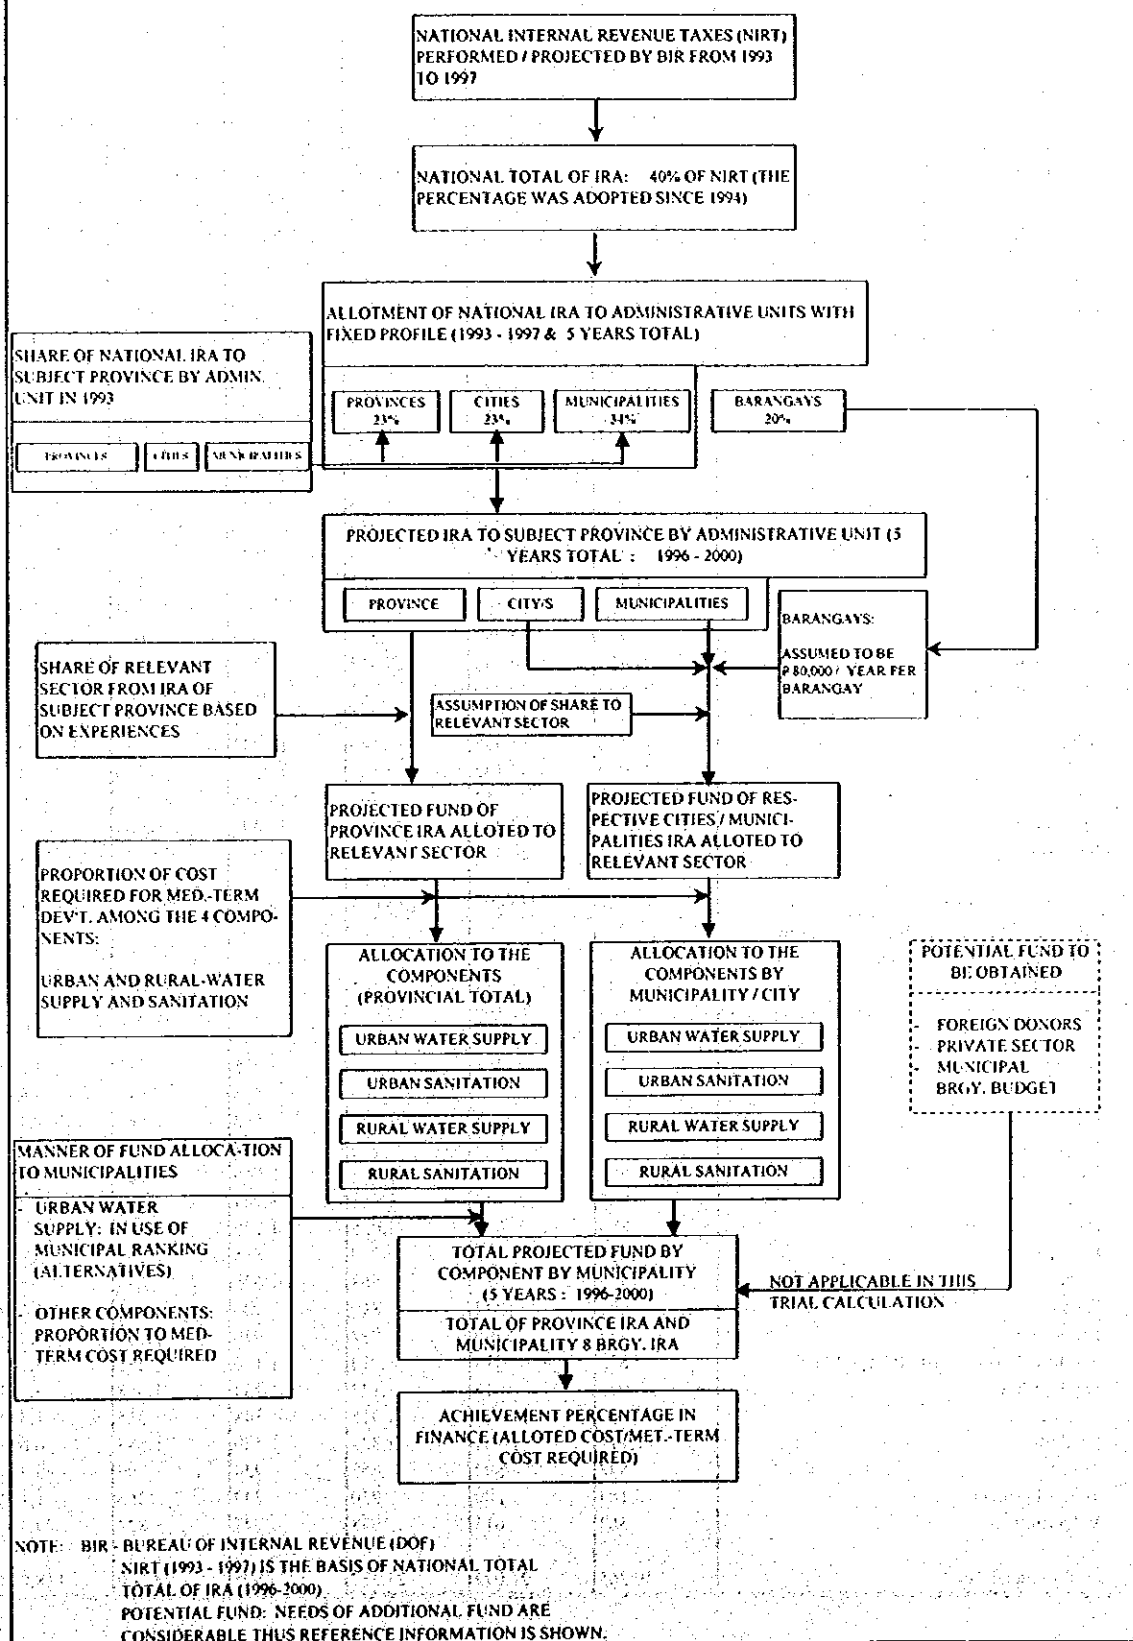 NATIONAL INTERNAL REVENUE TAXES (NIRT)
PERFORMED / PROJECTED BY BIR FROM 1993
TO 1997
NATIONAL TOTAL OF IRA: 40% OF NIRT (THE
PERCENTAGE WAS ADOPTED SINCE 1994)
ALLOTMENT OF NATIONAL IRA TO ADMINISTRATIVE UNITS WITH
FIXED PROFILE (1993 - 1997 & 5 YEARS TOTAL)
PROVINCES
23%
CITIES
23%
MUNICIPALITIES
34%
BARANGAYS
20%
SHARE OF NATIONAL IRA TO
SUBJECT PROVINCE BY ADMIN.
UNIT IN 1993
PROVINCES
CITIES
MUNICIPALITIES
PROJECTED IRA TO SUBJECT PROVINCE BY ADMINISTRATIVE UNIT (5
YEARS TOTAL : 1996 - 2000)
PROVINCE
CITY/S
MUNICIPALITIES
BARANGAYS:
ASSUMED TO BE
P 80,000 / YEAR PER
BARANGAY
SHARE OF RELEVANT
SECTOR FROM IRA OF
SUBJECT PROVINCE BASED
ON EXPERIENCES
ASSUMPTION OF SHARE TO
RELEVANT SECTOR
PROJECTED FUND OF
PROVINCE IRA ALLOTED TO
RELEVANT SECTOR
PROJECTED FUND OF RES-
PECTIVE CITIES / MUNICI-
PALITIES IRA ALLOTED TO
RELEVANT SECTOR
PROPORTION OF COST
REQUIRED FOR MED.-TERM
DEV'T. AMONG THE 4 COMPO-
NENTS:
URBAN AND RURAL-WATER
SUPPLY AND SANITATION
ALLOCATION TO THE
COMPONENTS
(PROVINCIAL TOTAL)
URBAN WATER SUPPLY
URBAN SANITATION
RURAL WATER SUPPLY
RURAL SANITATION
ALLOCATION TO THE
COMPONENTS BY
MUNICIPALITY / CITY
URBAN WATER SUPPLY
URBAN SANITATION
RURAL WATER SUPPLY
RURAL SANITATION
POTENTIAL FUND TO
BE OBTAINED
- FOREIGN DONORS
- PRIVATE SECTOR
- MUNICIPAL
BRGY. BUDGET
MANNER OF FUND ALLOCA-TION
TO MUNICIPALITIES
- URBAN WATER
SUPPLY: IN USE OF
MUNICIPAL RANKING
(ALTERNATIVES)
- OTHER COMPONENTS:
PROPORTION TO MED-
TERM COST REQUIRED
TOTAL PROJECTED FUND BY
COMPONENT BY MUNICIPALITY
(5 YEARS : 1996-2000)
TOTAL OF PROVINCE IRA AND
MUNICIPALITY & BRGY. IRA
NOT APPLICABLE IN THIS
TRIAL CALCULATION
ACHIEVEMENT PERCENTAGE IN
FINANCE (ALLOTED COST/MET.-TERM
COST REQUIRED)
NOTE: BIR - BUREAU OF INTERNAL REVENUE (DOF)
NIRT (1993 - 1997) IS THE BASIS OF NATIONAL TOTAL
TOTAL OF IRA (1996-2000)
POTENTIAL FUND: NEEDS OF ADDITIONAL FUND ARE
CONSIDERABLE THUS REFERENCE INFORMATION IS SHOWN.